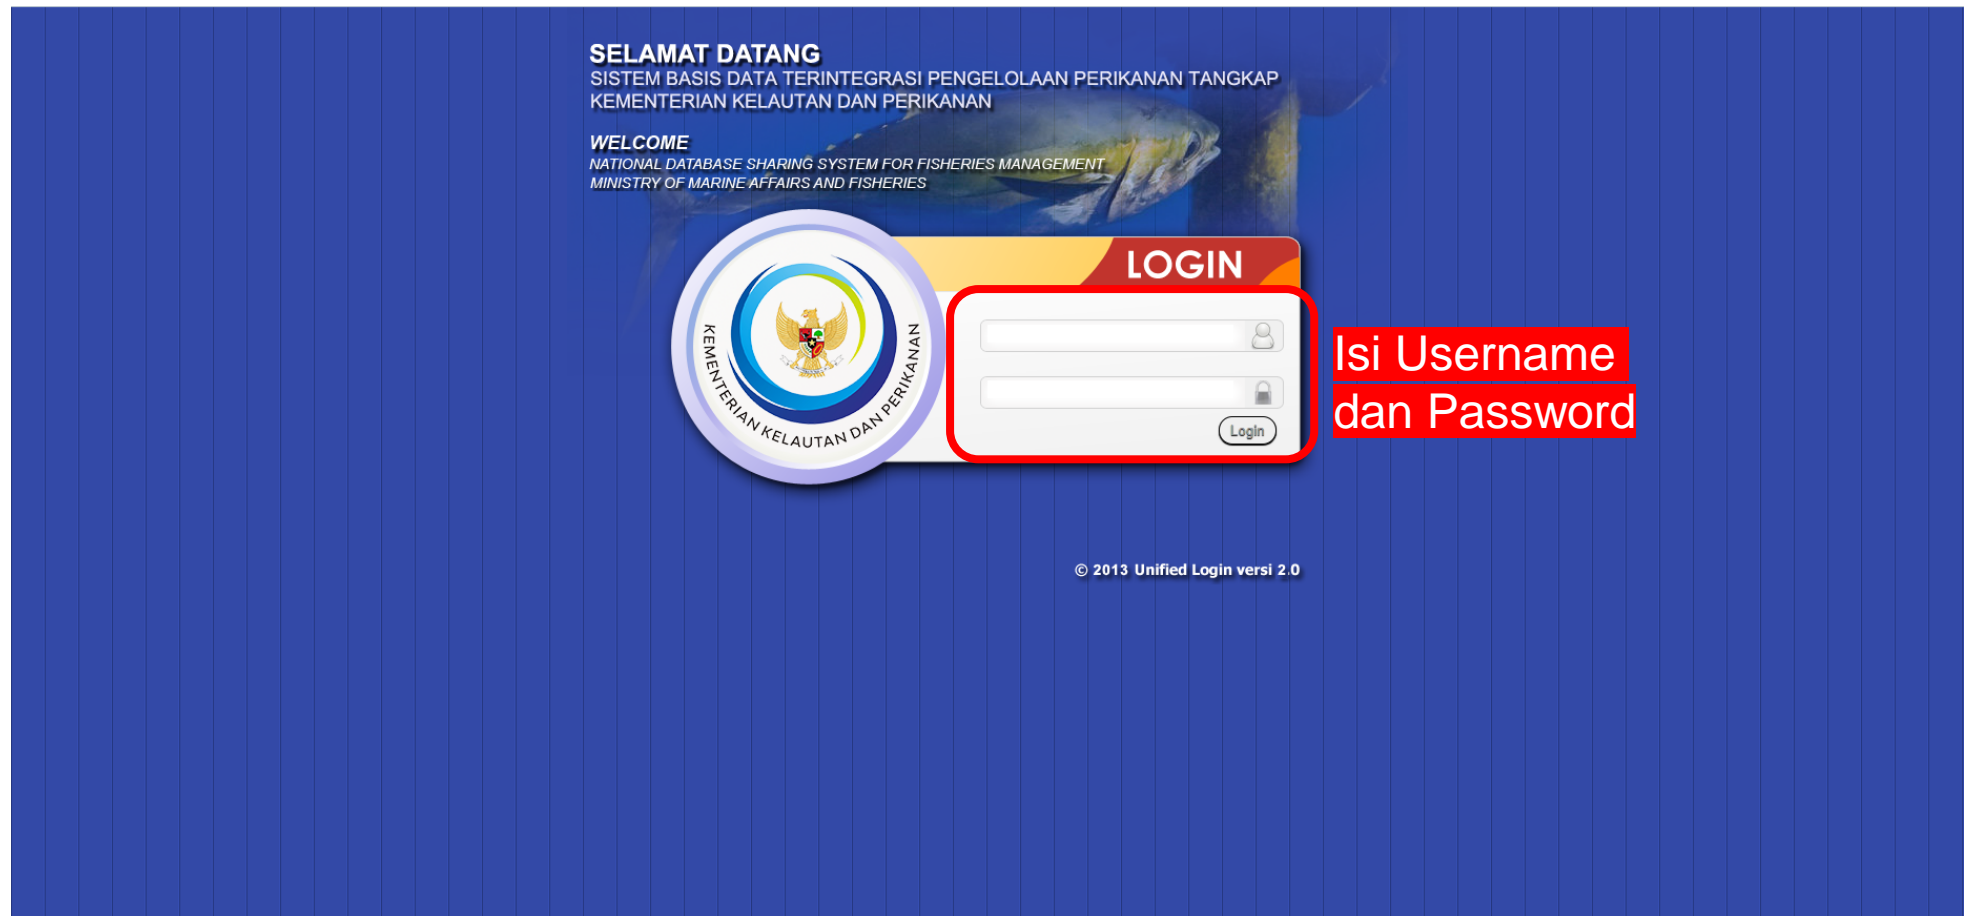 SELAMAT DATANG
SISTEM BASIS DATA TERINTEGRASI PENGELOLAAN PERIKANAN TANGKAP
KEMENTERIAN KELAUTAN DAN PERIKANAN
WELCOME
NATIONAL DATABASE SHARING SYSTEM FOR FISHERIES MANAGEMENT
MINISTRY OF MARINE AFFAIRS AND FISHERIES
LOGIN
KEMENTERIAN KELAUTAN DAN PERIKANAN
Isi Username
dan Password
Login
© 2013 Unified Login versi 2.0